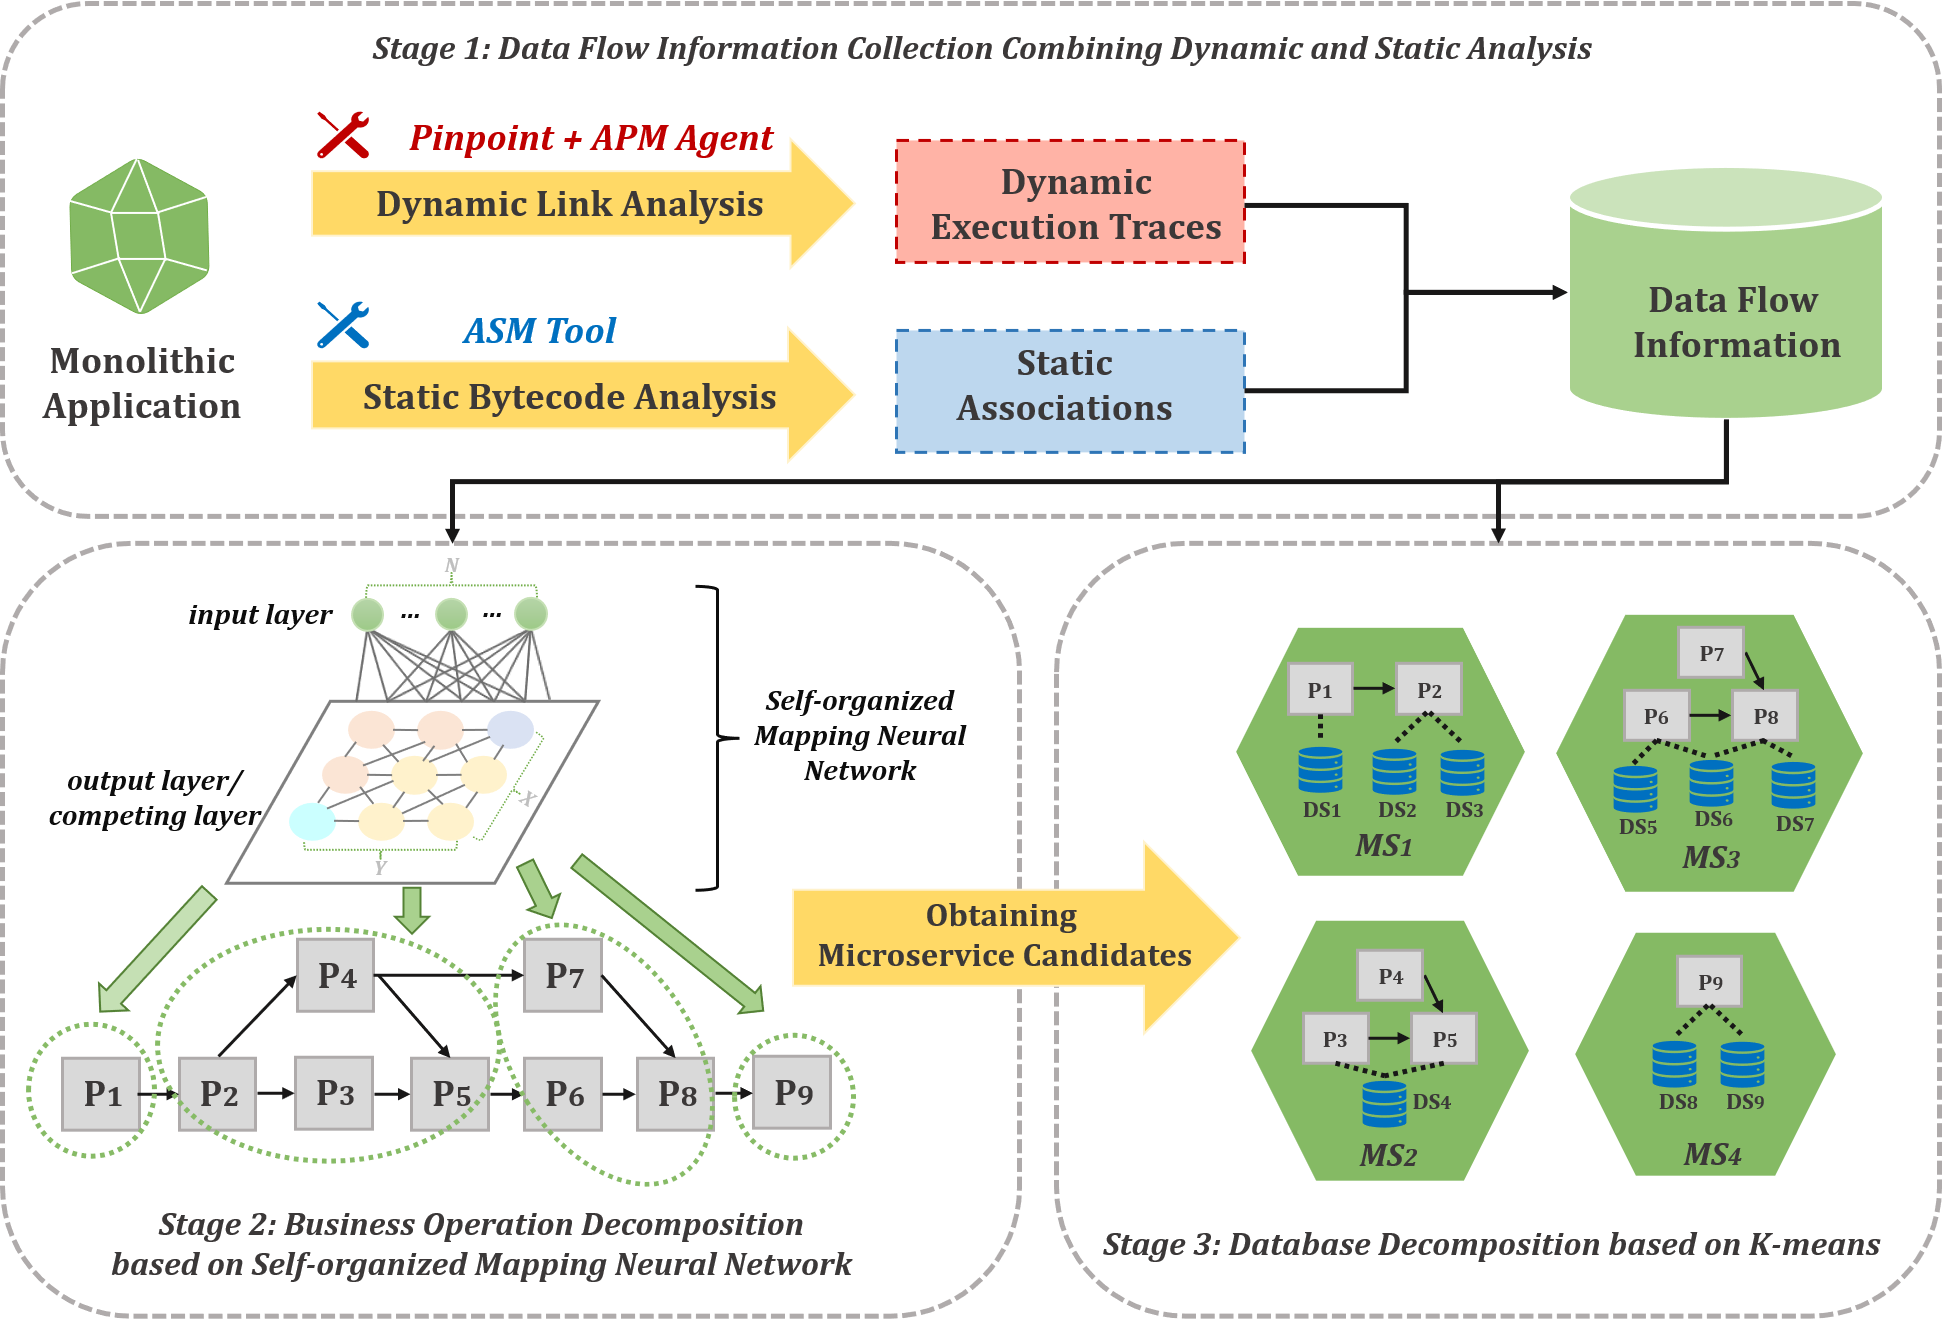 Stage 1: Data Flow Information Collection Combining Dynamic and Static Analysis
Pinpoint + APM Agent
Dynamic Link Analysis
Dynamic
Execution Traces
Monolithic
Application
ASM Tool
Static Bytecode Analysis
Static
Associations
Data Flow
Information
N
input layer
... ...
output layer/
competing layer
X
Y
Self-organized
Mapping Neural
Network
P4
P7
P1
P2
P3
P5
P6
P8
P9
Stage 2: Business Operation Decomposition
based on Self-organized Mapping Neural Network
Obtaining
Microservice Candidates
P1
P2
DS1
DS2
DS3
MS1
P7
P6
P8
DS5
DS6
DS7
MS3
P4
P3
P5
DS4
MS2
P9
DS8
DS9
MS4
Stage 3: Database Decomposition based on K-means